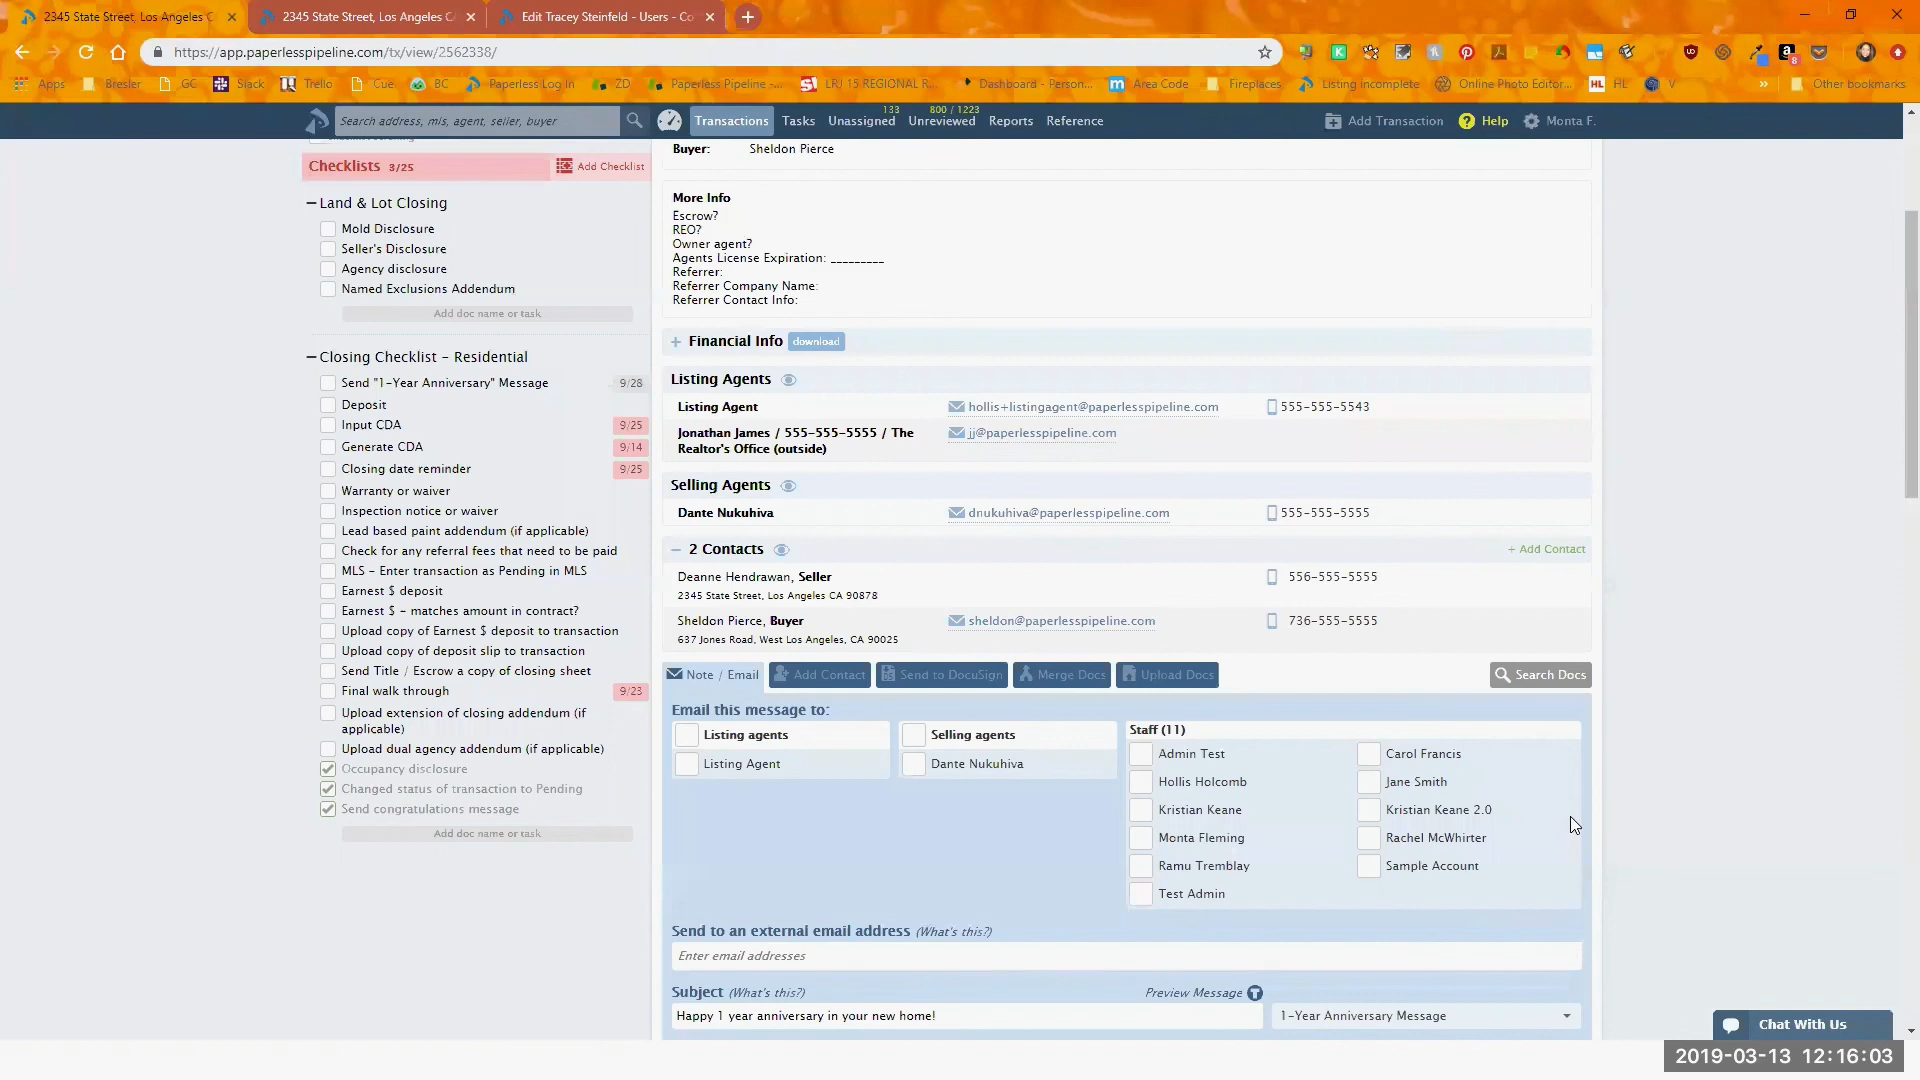 2345 State Street, Los Angeles C
2345 State Street, Los Angeles C
Edit Tracey Steinfeld - Users - Co
https://app.paperlesspipeline.com/tx/view/2562338/
8
Apps
Bresler
GC
Slack
Trello
Cue
BC
Paperless Log In
ZD
Paperless Pipeline -...
LRJ 15 REGIONAL R...
Dashboard - Person...
Area Code
Fireplaces
Listing incomplete
Online Photo Editor...
HL
V
»
Other bookmarks
Search address, mls, agent, seller, buyer
Transactions
Tasks
133
Unassigned
800 / 1223
Unreviewed
Reports
Reference
Add Transaction
Help
Monta F.
Checklists 3/25
Add Checklist
Land & Lot Closing
Mold Disclosure
Seller's Disclosure
Agency disclosure
Named Exclusions Addendum
Add doc name or task
Closing Checklist - Residential
Send "1-Year Anniversary" Message 9/28
Deposit
Input CDA 9/25
Generate CDA 9/14
Closing date reminder 9/25
Warranty or waiver
Inspection notice or waiver
Lead based paint addendum (if applicable)
Check for any referral fees that need to be paid
MLS - Enter transaction as Pending in MLS
Earnest $ deposit
Earnest $ - matches amount in contract?
Upload copy of Earnest $ deposit to transaction
Upload copy of deposit slip to transaction
Send Title / Escrow a copy of closing sheet
Final walk through 9/23
Upload extension of closing addendum (if
applicable)
Upload dual agency addendum (if applicable)
Occupancy disclosure
Changed status of transaction to Pending
Send congratulations message
Add doc name or task
Buyer: Sheldon Pierce
More Info
Escrow?
REO?
Owner agent?
Agents License Expiration: _________
Referrer:
Referrer Company Name:
Referrer Contact Info:
+ Financial Info download
Listing Agents
Listing Agent hollis+listingagent@paperlesspipeline.com 555-555-5543
Jonathan James / 555-555-5555 / The jj@paperlesspipeline.com
Realtor's Office (outside)
Selling Agents
Dante Nukuhiva dnukuhiva@paperlesspipeline.com 555-555-5555
2 Contacts + Add Contact
Deanne Hendrawan, Seller 556-555-5555
2345 State Street, Los Angeles CA 90878
Sheldon Pierce, Buyer sheldon@paperlesspipeline.com 736-555-5555
637 Jones Road, West Los Angeles, CA 90025
Note / Email
Add Contact
Send to DocuSign
Merge Docs
Upload Docs
Search Docs
Email this message to:
Listing agents
Listing Agent
Selling agents
Dante Nukuhiva
Staff (11)
Admin Test Carol Francis
Hollis Holcomb Jane Smith
Kristian Keane Kristian Keane 2.0
Monta Fleming Rachel McWhirter
Ramu Tremblay Sample Account
Test Admin
Send to an external email address (What's this?)
Enter email addresses
Subject (What's this?) Preview Message
Happy 1 year anniversary in your new home! 1-Year Anniversary Message
Chat With Us
2019-03-13 12:16:03